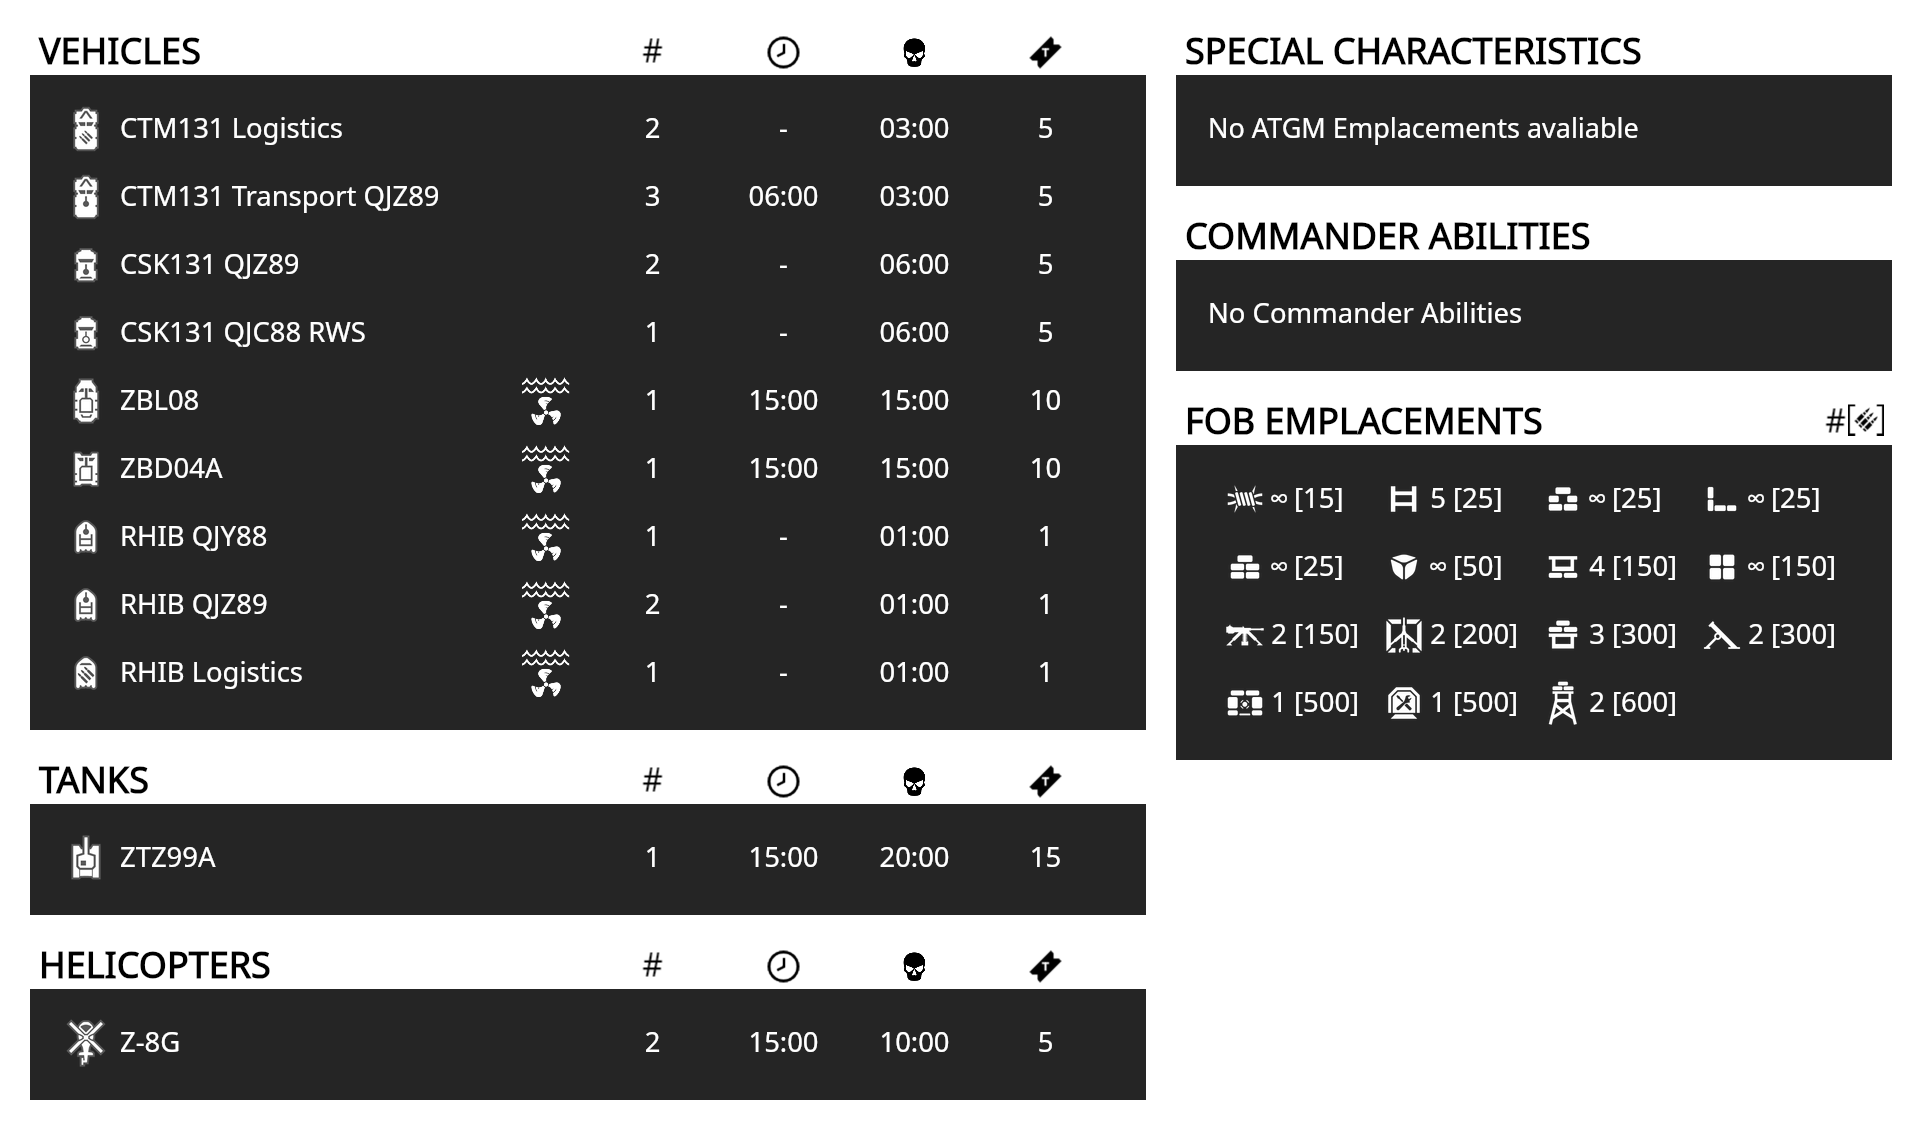 VEHICLES #
CTM131 Logistics 2 - 03:00 5
CTM131 Transport QJZ89 3 06:00 03:00 5
CSK131 QJZ89 2 - 06:00 5
CSK131 QJC88 RWS 1 - 06:00 5
ZBL08 1 15:00 15:00 10
ZBD04A 1 15:00 15:00 10
RHIB QJY88 1 - 01:00 1
RHIB QJZ89 2 - 01:00 1
RHIB Logistics 1 - 01:00 1
TANKS #
ZTZ99A 1 15:00 20:00 15
HELICOPTERS #
Z-8G 2 15:00 10:00 5
SPECIAL CHARACTERISTICS
No ATGM Emplacements avaliable
COMMANDER ABILITIES
No Commander Abilities
FOB EMPLACEMENTS #[ ]
∞ [15] 5 [25] ∞ [25] ∞ [25]
∞ [25] ∞ [50] 4 [150] ∞ [150]
2 [150] 2 [200] 3 [300] 2 [300]
1 [500] 1 [500] 2 [600]